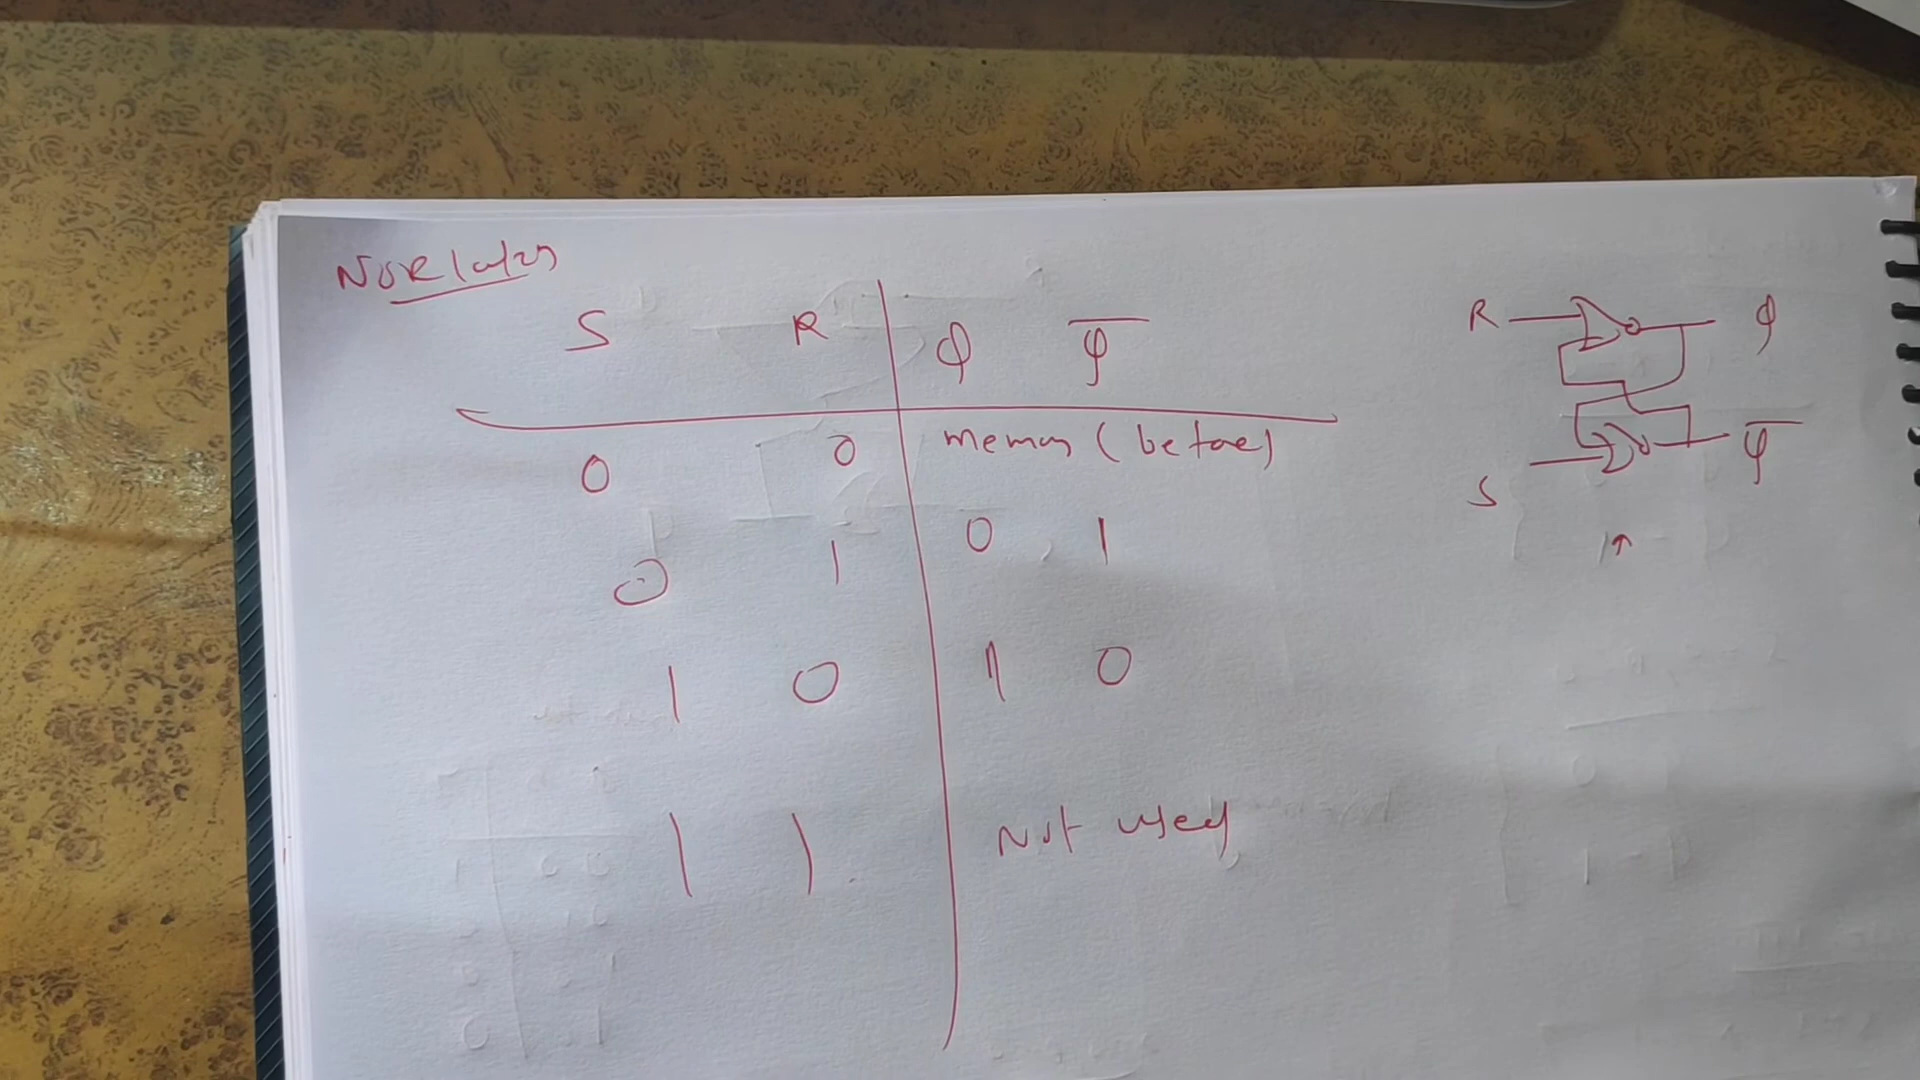 NOR latch
S R Q Q̅
0 0 memory (before)
0 1 0 , 1
1 0 1 0
1 1 Not used
R Q
S Q̅